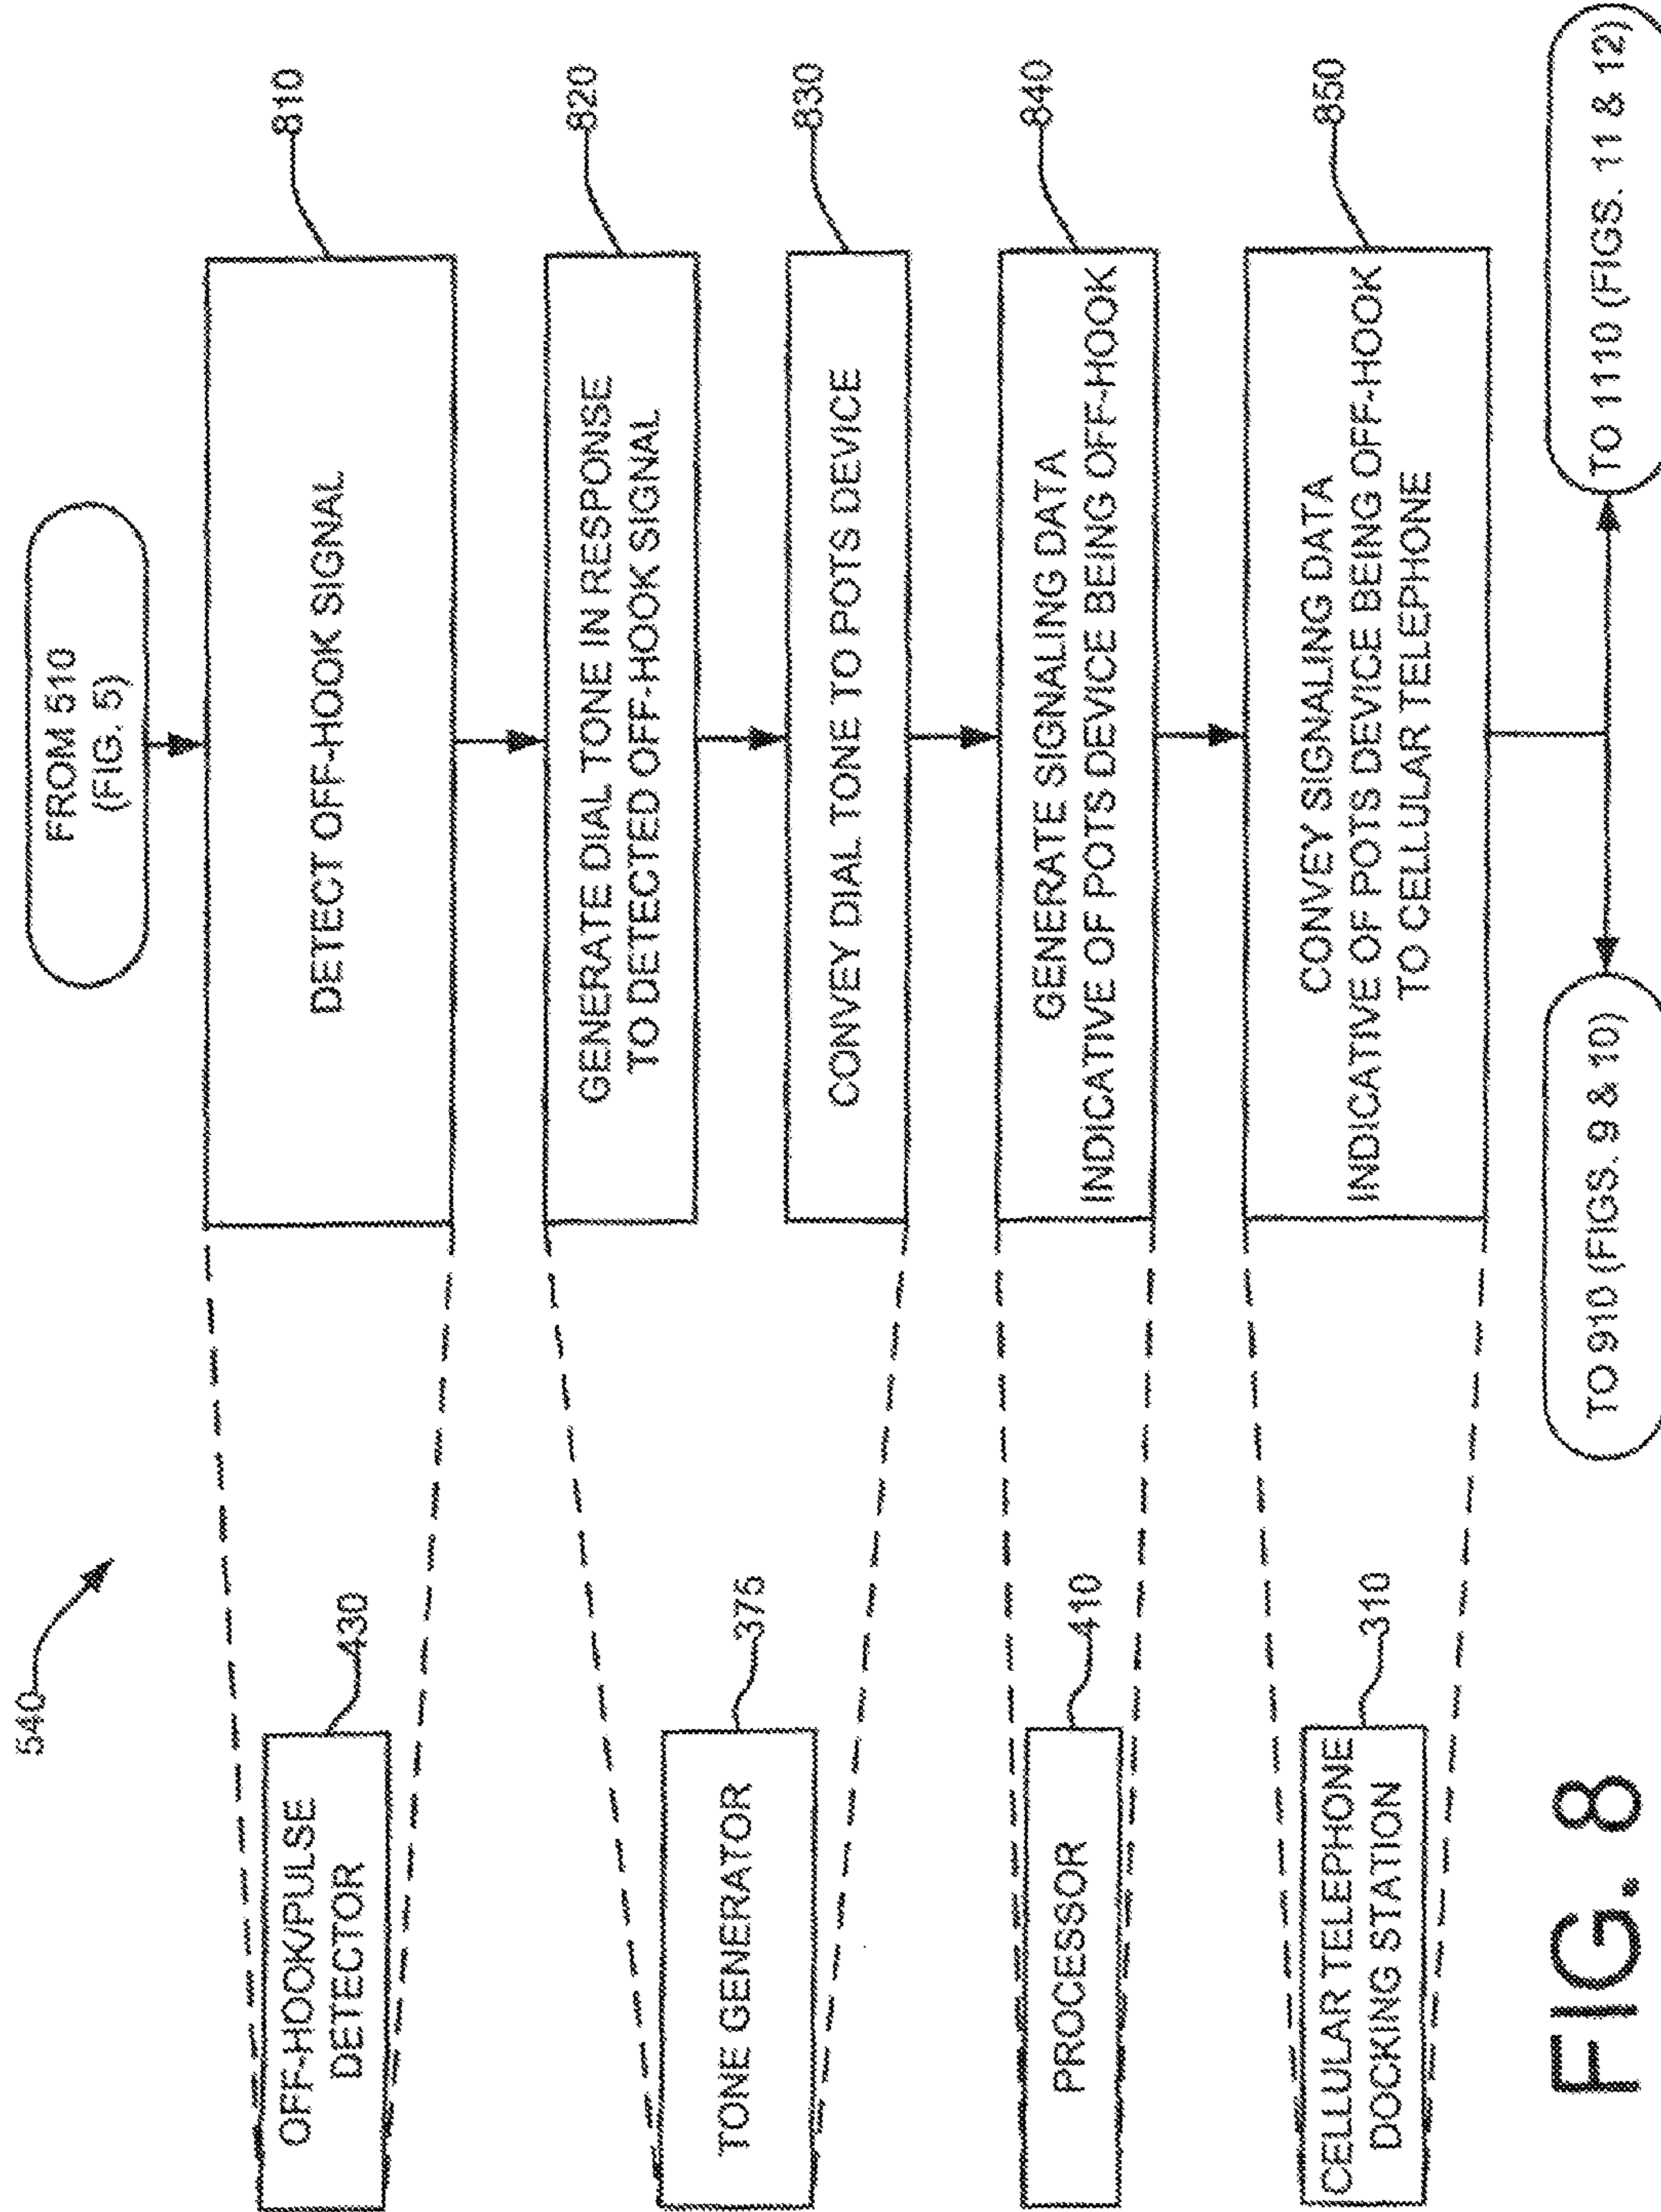 540
FROM 510
(FIG. 5)
OFF-HOOK/PULSE
DETECTOR
430
DETECT OFF-HOOK SIGNAL
810
TONE GENERATOR
375
GENERATE DIAL TONE IN RESPONSE
TO DETECTED OFF-HOOK SIGNAL
820
CONVEY DIAL TONE TO POTS DEVICE
830
PROCESSOR
410
GENERATE SIGNALING DATA
INDICATIVE OF POTS DEVICE BEING OFF-HOOK
840
CELLULAR TELEPHONE
DOCKING STATION
310
CONVEY SIGNALING DATA
INDICATIVE OF POTS DEVICE BEING OFF-HOOK
TO CELLULAR TELEPHONE
850
TO 910 (FIGS. 9 & 10)
TO 1110 (FIGS. 11 & 12)
FIG. 8